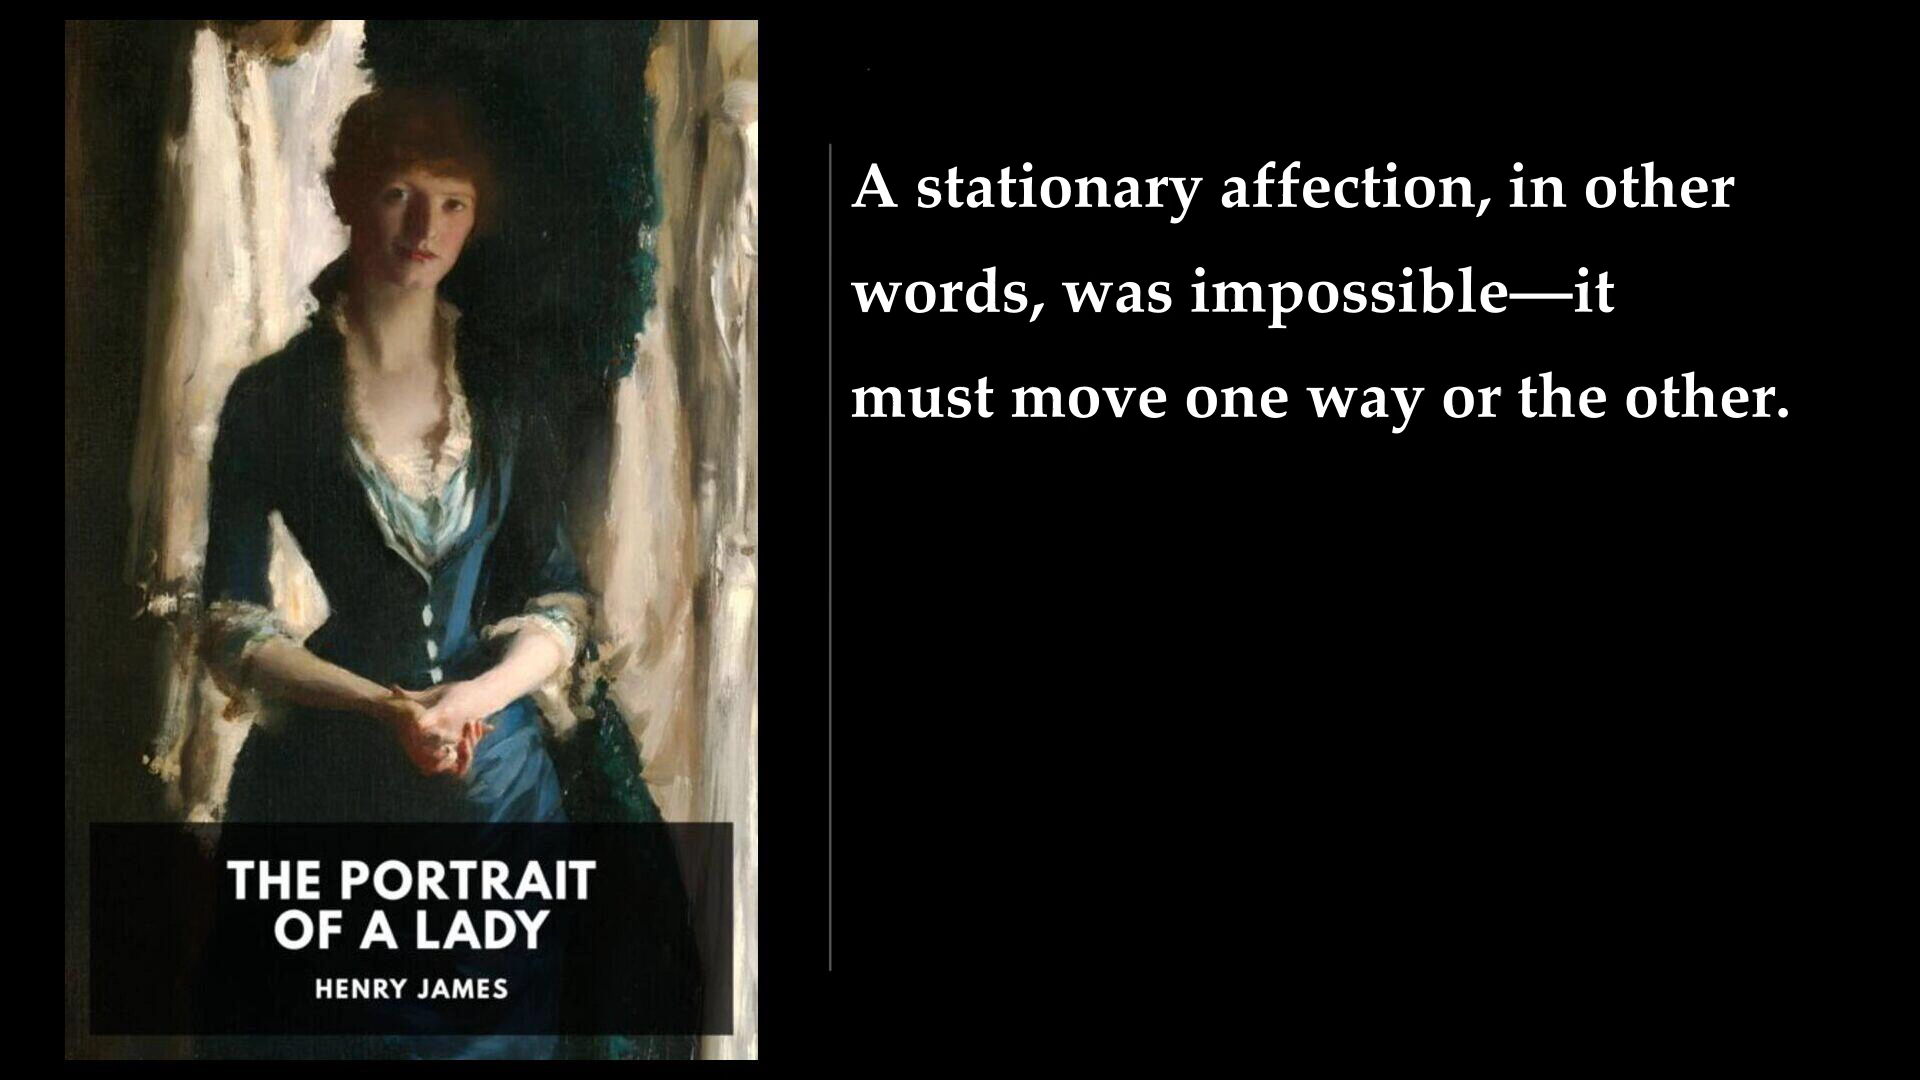 A stationary affection, in other
words, was impossible—it
must move one way or the other.
THE PORTRAIT
OF A LADY
HENRY JAMES